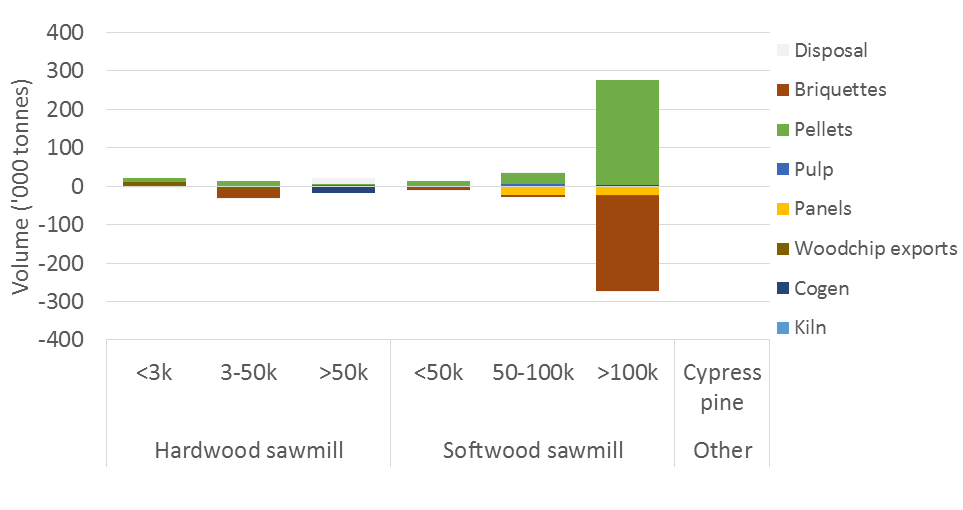 400
300
200
100
0
-100
-200
-300
-400
Volume ('000 tonnes)
<3k
3-50k
>50k
<50k
50-100k
>100k
Cypress
pine
Hardwood sawmill
Softwood sawmill
Other
Disposal
Briquettes
Pellets
Pulp
Panels
Woodchip exports
Cogen
Kiln